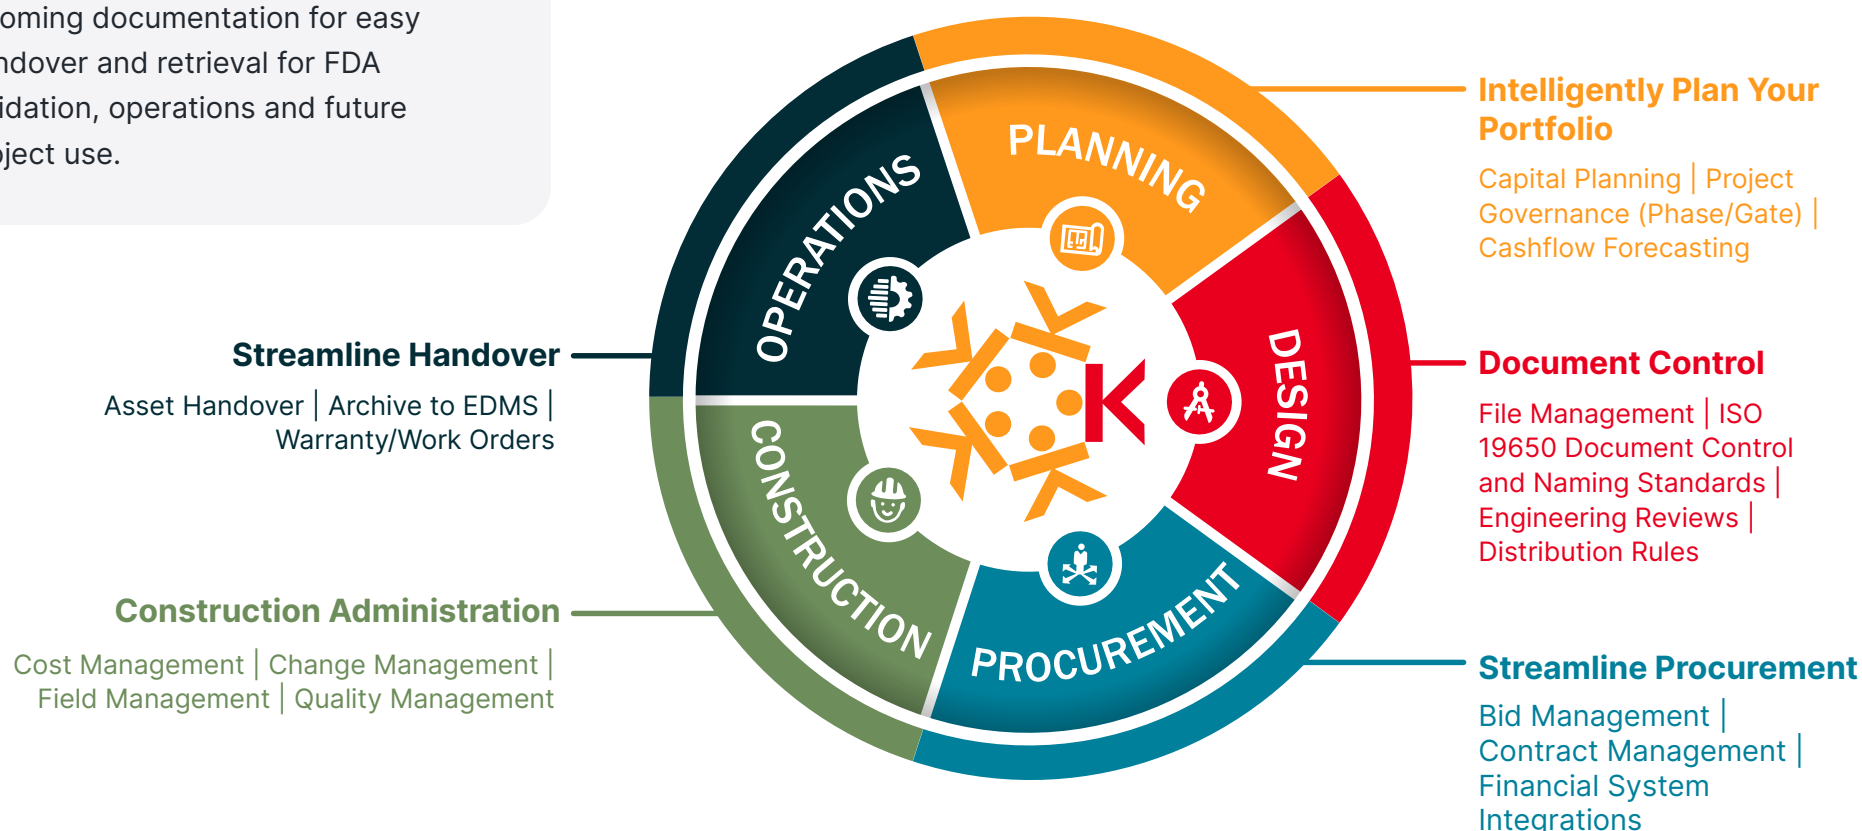 oming documentation for easy
ndover and retrieval for FDA
idation, operations and future
ject use.
PLANNING
DESIGN
PROCUREMENT
CONSTRUCTION
OPERATIONS
K
Intelligently Plan Your
Portfolio
Capital Planning | Project
Governance (Phase/Gate) |
Cashflow Forecasting
Document Control
File Management | ISO
19650 Document Control
and Naming Standards |
Engineering Reviews |
Distribution Rules
Streamline Procurement
Bid Management |
Contract Management |
Financial System
Integrations
Streamline Handover
Asset Handover | Archive to EDMS |
Warranty/Work Orders
Construction Administration
Cost Management | Change Management |
Field Management | Quality Management